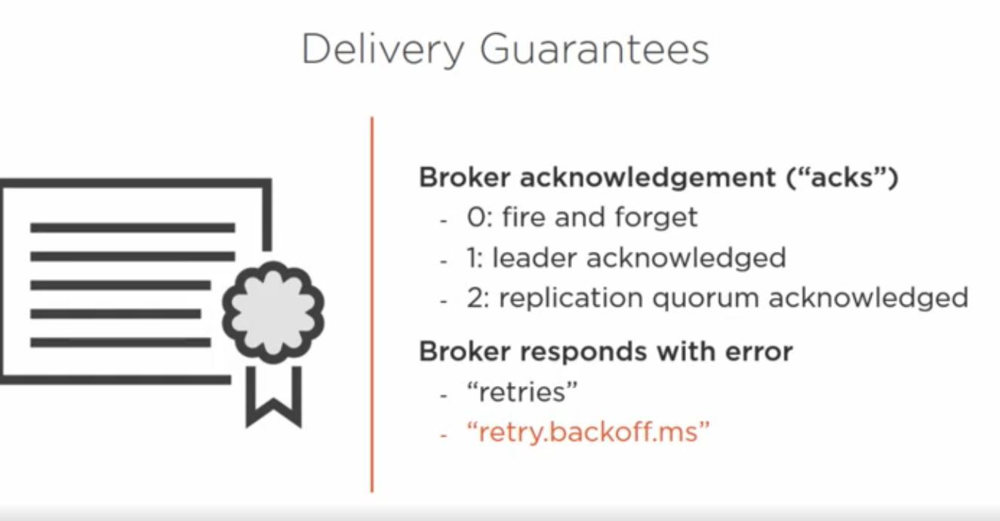 Delivery Guarantees
Broker acknowledgement (“acks”)
- 0: fire and forget
- 1: leader acknowledged
- 2: replication quorum acknowledged
Broker responds with error
- “retries”
- “retry.backoff.ms”